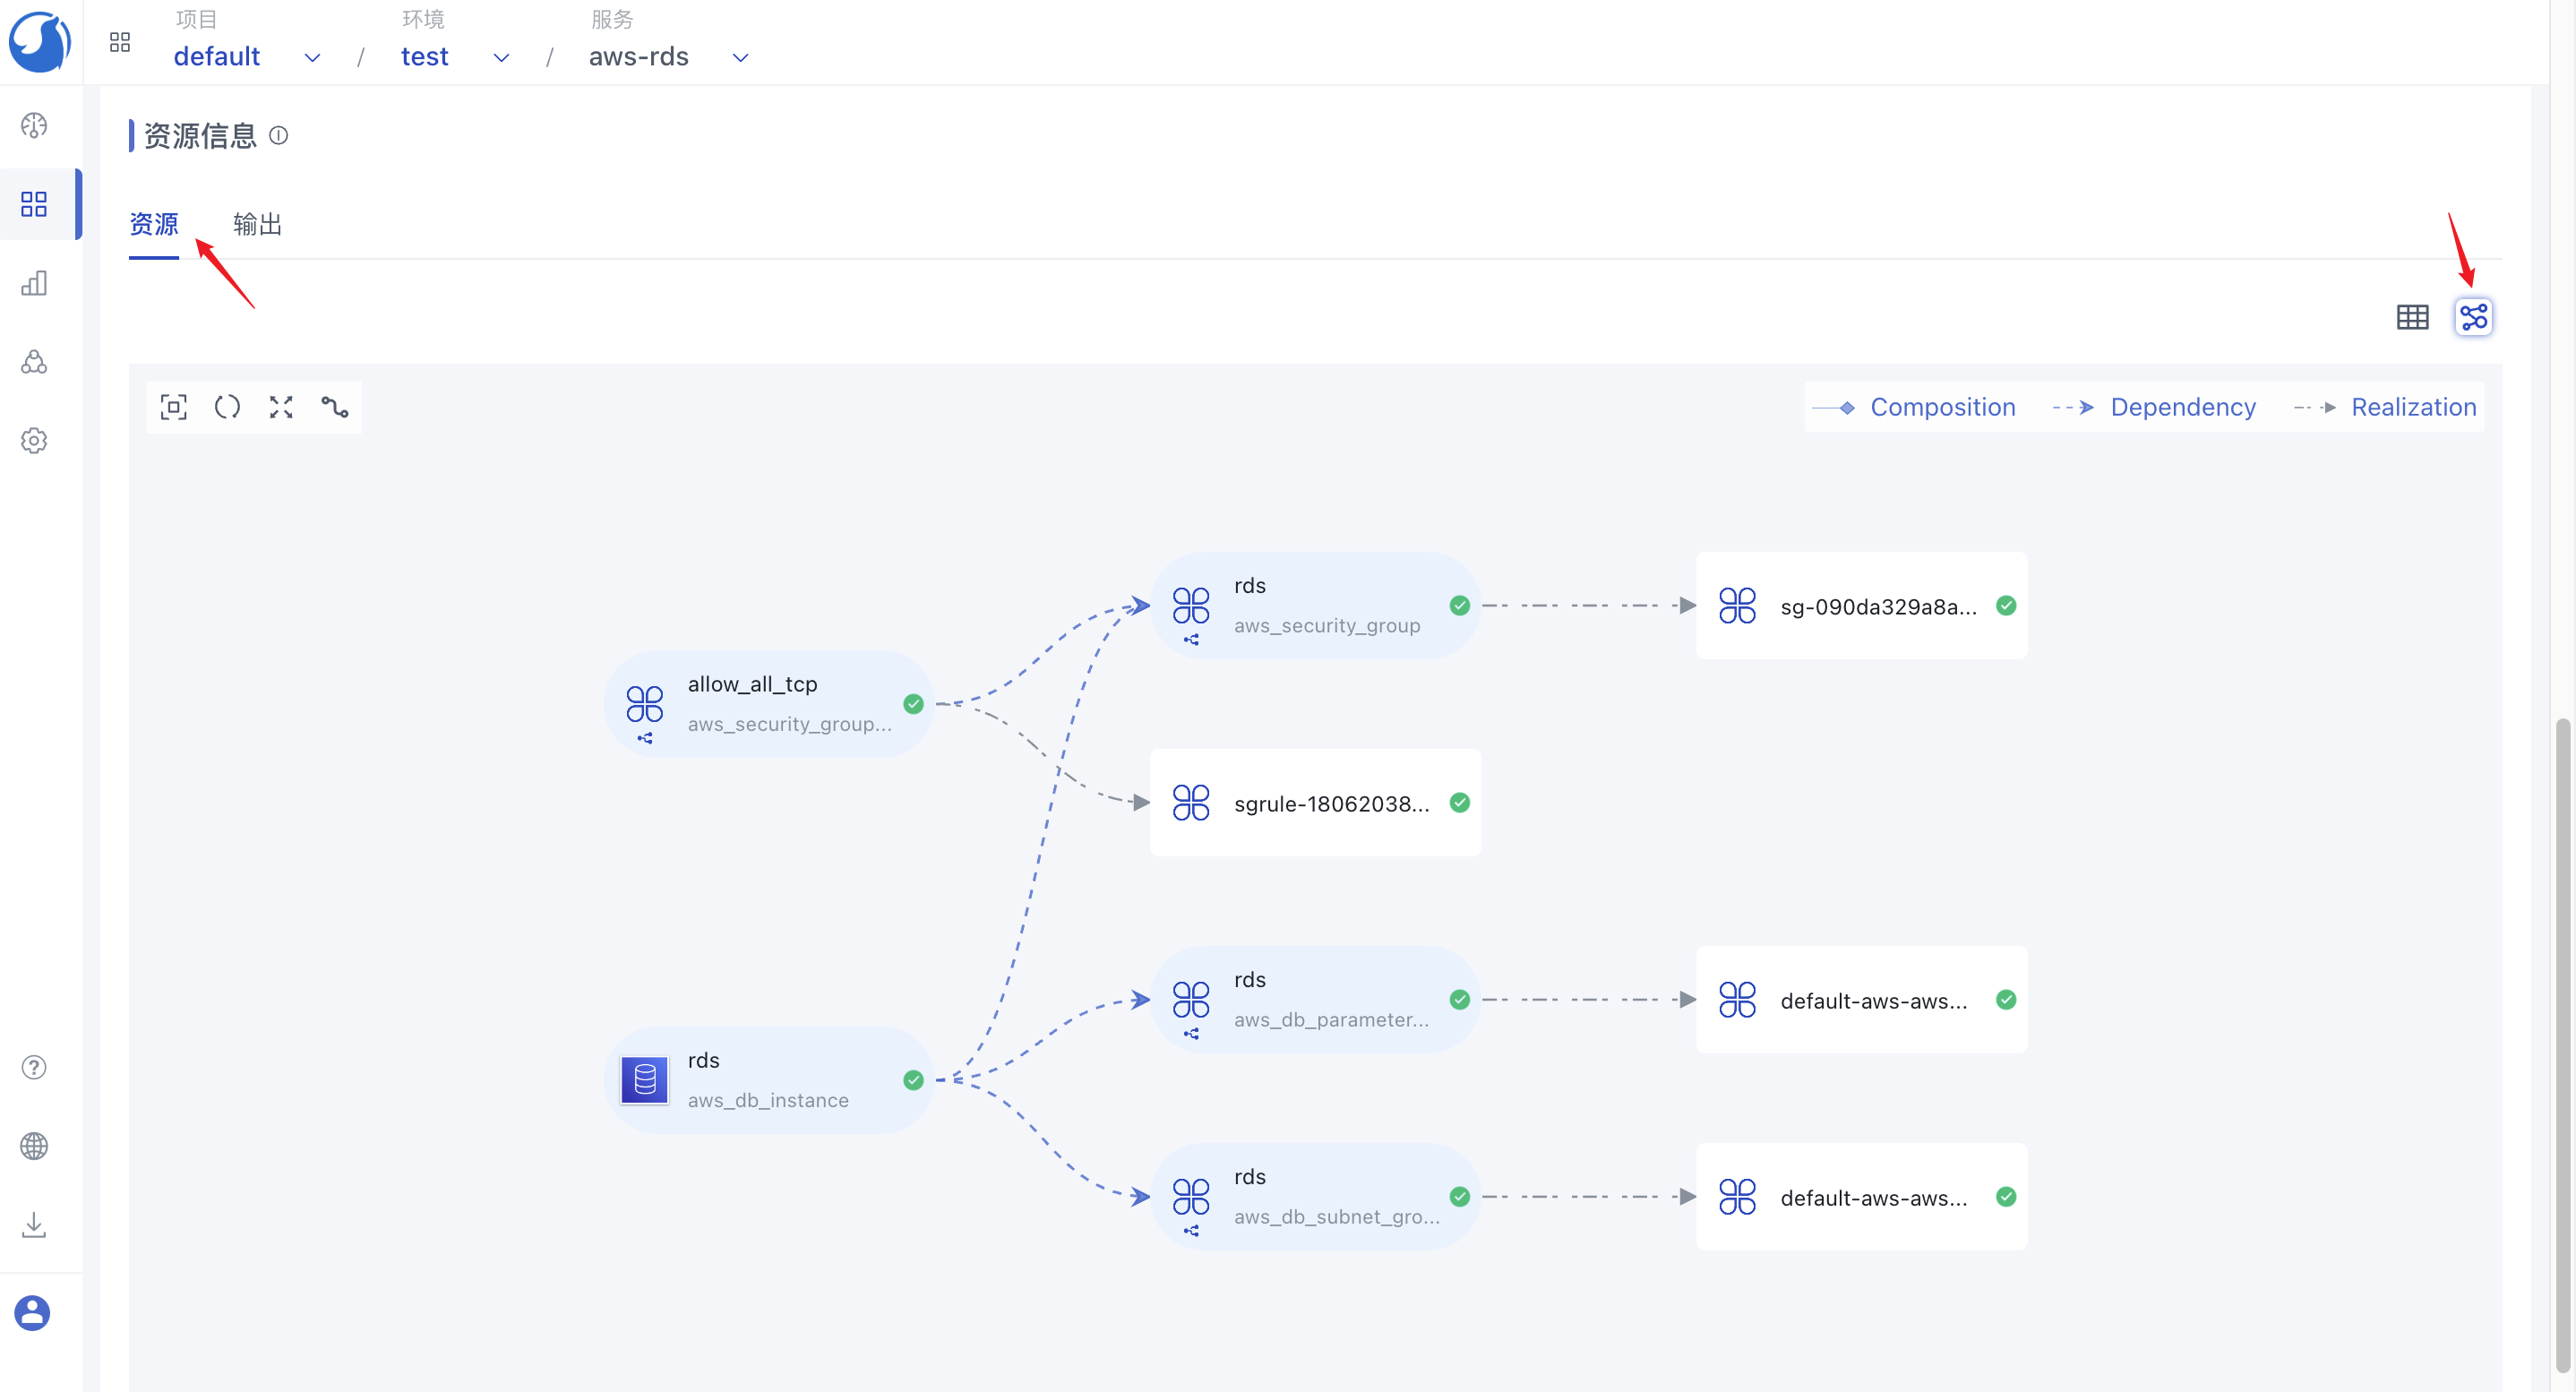 项目
default
/
环境
test
/
服务
aws-rds
资源信息
资源
输出
Composition
Dependency
Realization
rds
aws_security_group
sg-090da329a8a...
allow_all_tcp
aws_security_group...
sgrule-18062038...
rds
aws_db_parameter...
default-aws-aws...
rds
aws_db_instance
rds
aws_db_subnet_gro...
default-aws-aws...